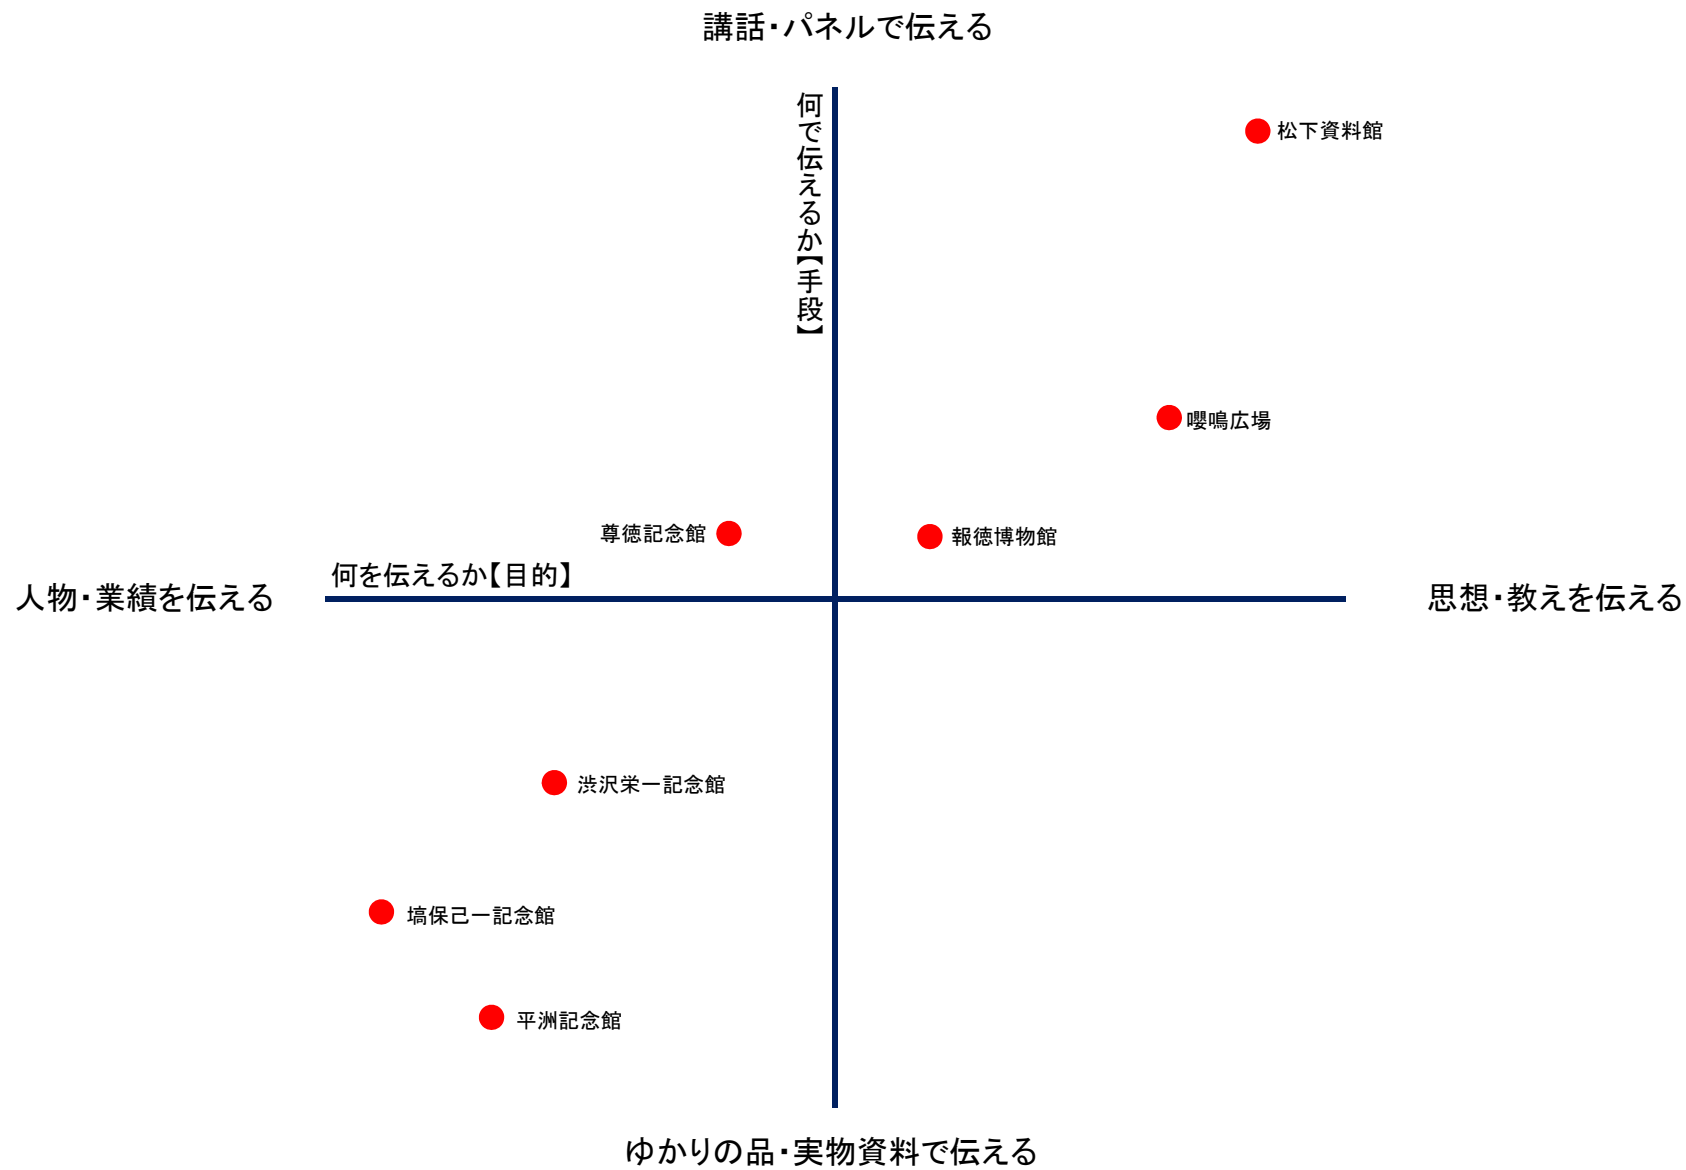 講話・パネルで伝える
何で伝えるか【手段】
松下資料館
嚶鳴広場
尊徳記念館
報徳博物館
何を伝えるか【目的】
人物・業績を伝える
思想・教えを伝える
渋沢栄一記念館
塙保己一記念館
平洲記念館
ゆかりの品・実物資料で伝える